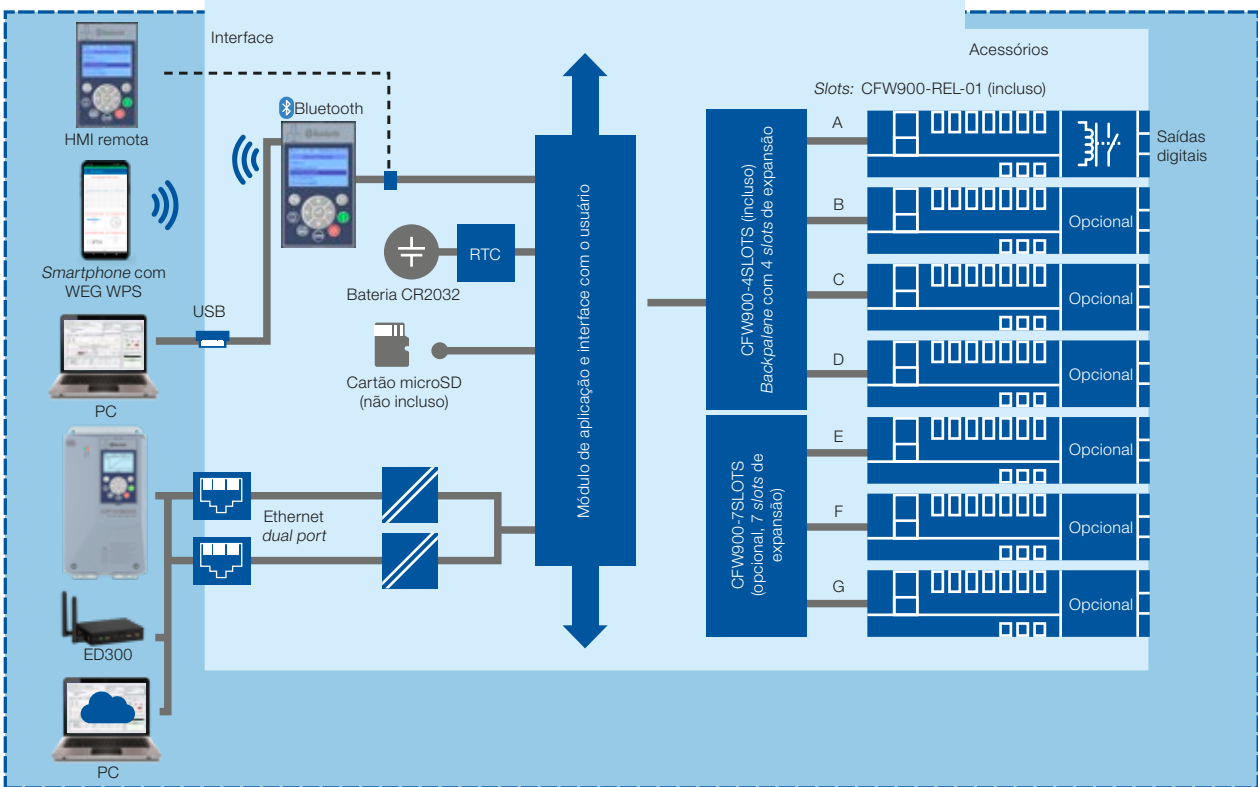 Interface
Acessórios
Slots: CFW900-REL-01 (incluso)
HMI remota
Bluetooth
Smartphone com
WEG WPS
USB
PC
RTC
Bateria CR2032
Cartão microSD
(não incluso)
Ethernet
dual port
ED300
PC
Módulo de aplicação e interface com o usuário
CFW900-4SLOTS (incluso)
Backpalene com 4 slots de expansão
CFW900-7SLOTS
(opcional, 7 slots de
expansão)
A
Saídas
digitais
B
Opcional
C
Opcional
D
Opcional
E
Opcional
F
Opcional
G
Opcional